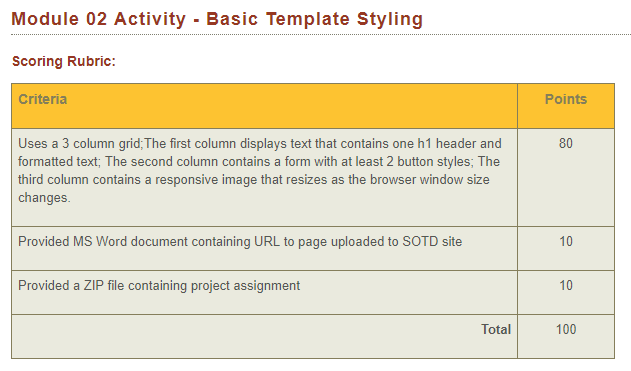 Module 02 Activity - Basic Template Styling
Scoring Rubric:
Criteria Points
Uses a 3 column grid;The first column displays text that contains one h1 header and 80
formatted text; The second column contains a form with at least 2 button styles; The
third column contains a responsive image that resizes as the browser window size
changes.
Provided MS Word document containing URL to page uploaded to SOTD site 10
Provided a ZIP file containing project assignment 10
Total 100